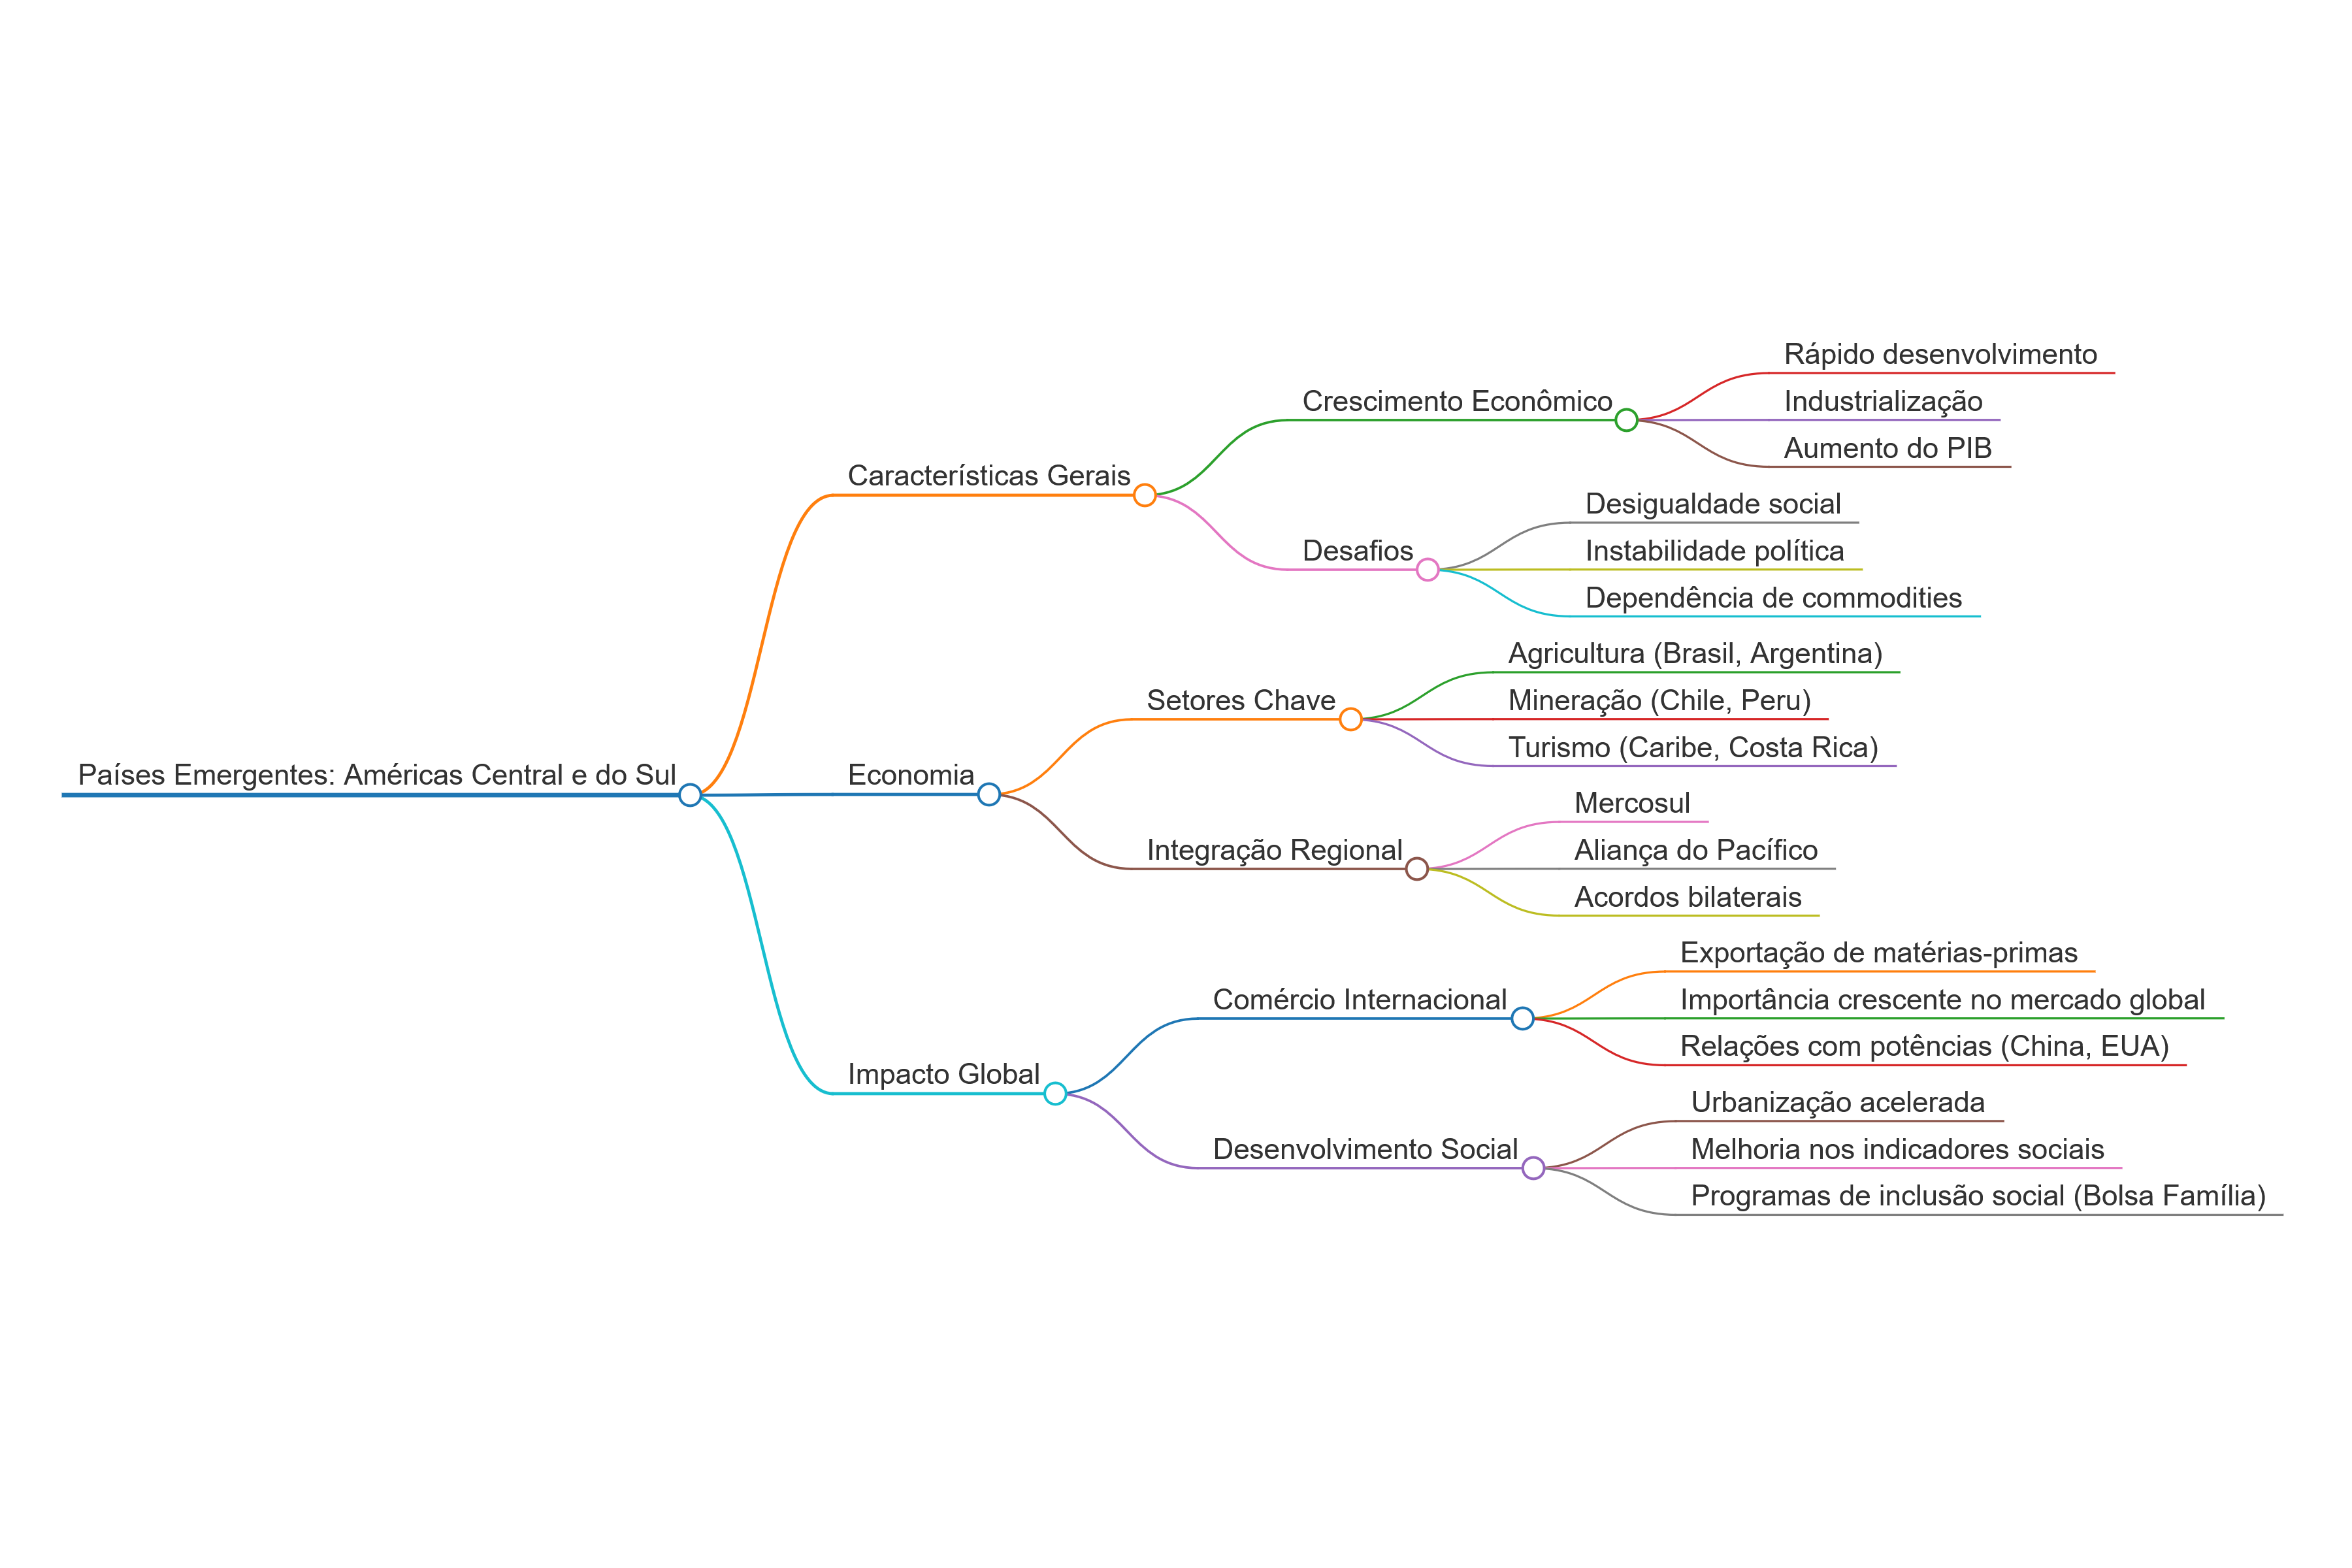 Países Emergentes: Américas Central e do Sul
Características Gerais
Crescimento Econômico
Rápido desenvolvimento
Industrialização
Aumento do PIB
Desafios
Desigualdade social
Instabilidade política
Dependência de commodities
Economia
Setores Chave
Agricultura (Brasil, Argentina)
Mineração (Chile, Peru)
Turismo (Caribe, Costa Rica)
Integração Regional
Mercosul
Aliança do Pacífico
Acordos bilaterais
Impacto Global
Comércio Internacional
Exportação de matérias-primas
Importância crescente no mercado global
Relações com potências (China, EUA)
Desenvolvimento Social
Urbanização acelerada
Melhoria nos indicadores sociais
Programas de inclusão social (Bolsa Família)